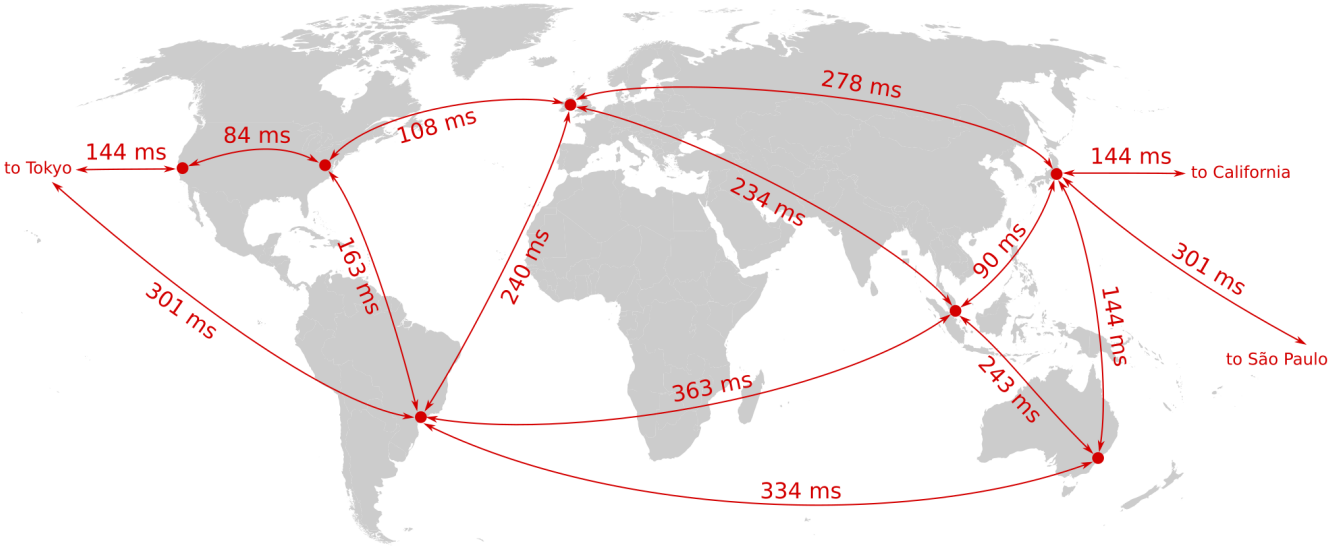 278 ms
84 ms
108 ms
to Tokyo
144 ms
144 ms
to California
234 ms
163 ms
240 ms
90 ms
301 ms
301 ms
144 ms
to São Paulo
363 ms
243 ms
334 ms